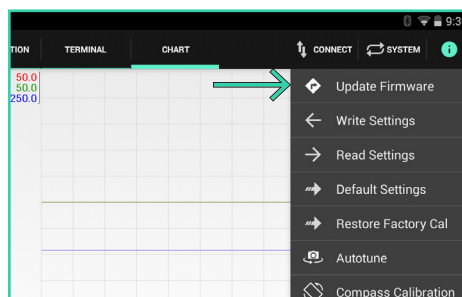 9:3
TION TERMINAL CHART CONNECT SYSTEM
50.0
50.0
250.0
Update Firmware
Write Settings
Read Settings
Default Settings
Restore Factory Cal
Autotune
Compass Calibration